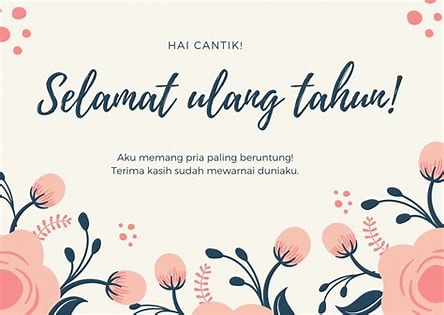 HAI CANTIK!
Selamat ulang tahun!
Aku memang pria paling beruntung!
Terima kasih sudah mewarnai duniaku.